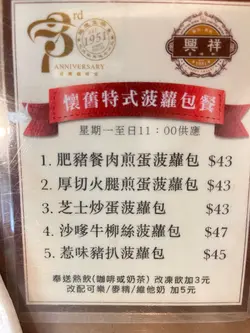 3rd
ANNIVERSARY
1951
興祥
懷舊特式菠蘿包餐
星期一至日11:00供應
1. 肥豬餐肉煎蛋菠蘿包 $43
2. 厚切火腿煎蛋菠蘿包 $43
3. 芝士炒蛋菠蘿包 $43
4. 沙嗲牛柳絲菠蘿包 $47
5. 惹味豬扒菠蘿包 $45
奉送熱飲(咖啡或奶茶) 改凍飲加3元
改配可樂/麥精/維他奶 加5元